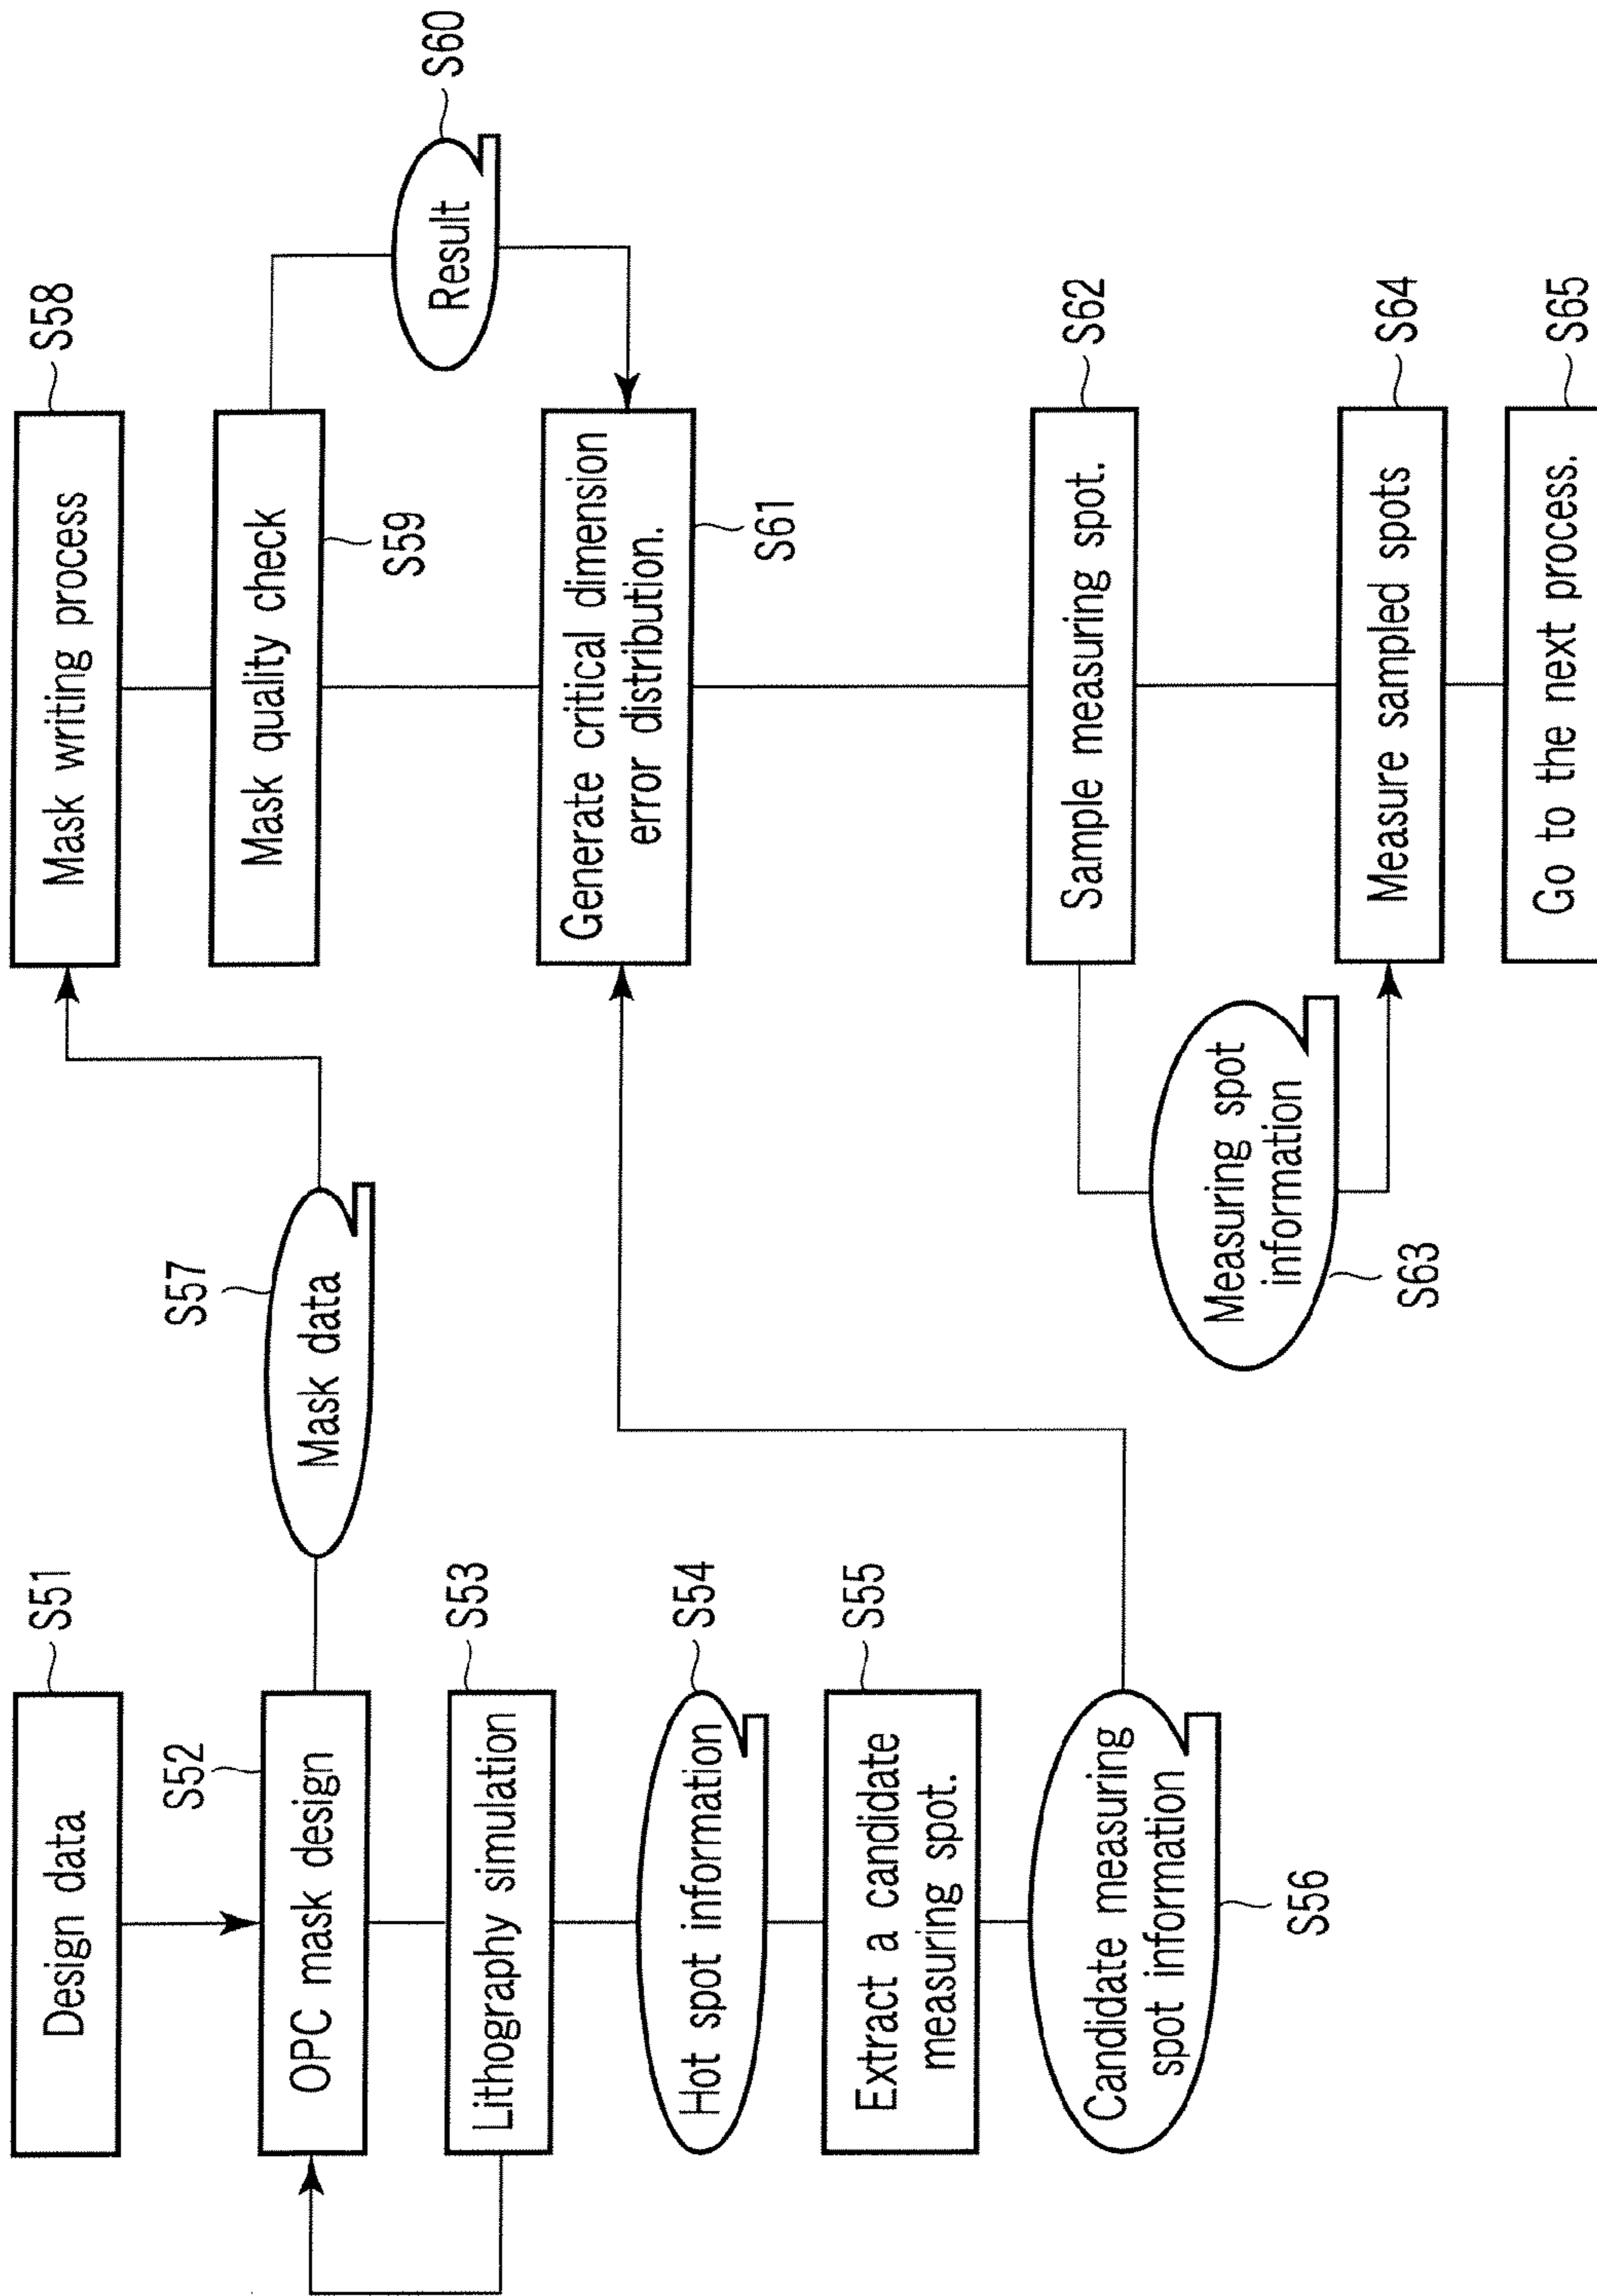 S51
Design data
S52
OPC mask design
S53
Lithography simulation
S54
Hot spot information
S55
Extract a candidate
measuring spot.
Candidate measuring
spot information
S56
S57
Mask data
S58
Mask writing process
Mask quality check
S59
S60
Result
Generate critical dimension
error distribution.
S61
S62
Sample measuring spot.
Measuring spot
information
S63
S64
Measure sampled spots
S65
Go to the next process.